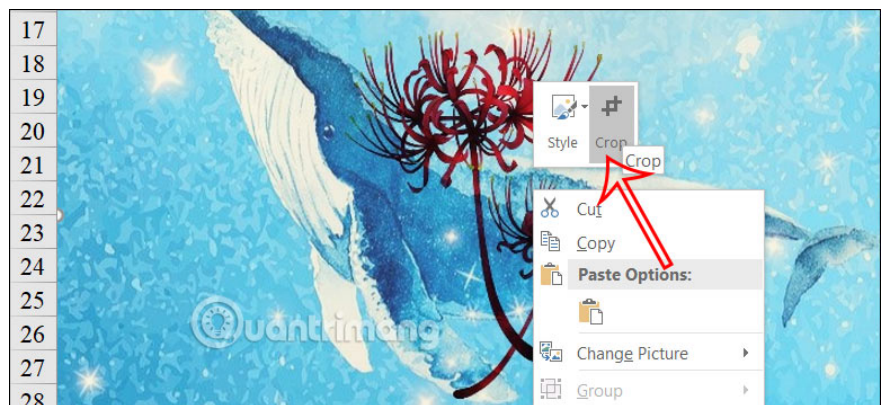 17
18
19
20
21
22
23
24
25
26
27
28
Style
Crop
Crop
Cut
Copy
Paste Options:
Change Picture
Group
Quantrimang